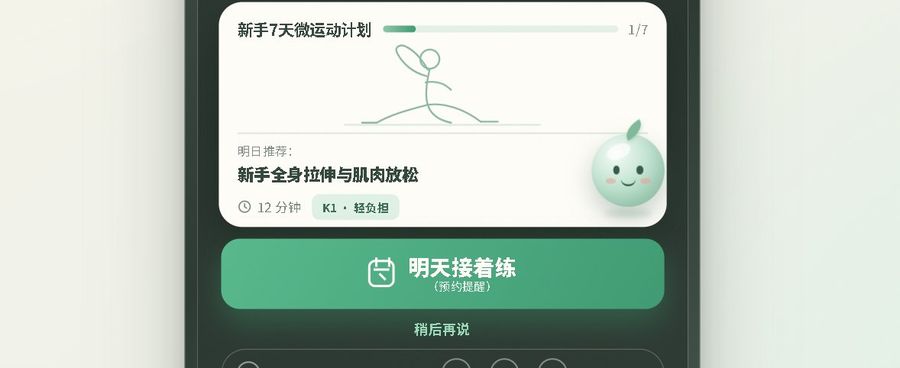 新手7天微运动计划 1/7
明日推荐：
新手全身拉伸与肌肉放松
12 分钟 K1 · 轻负担
明天接着练
（预约提醒）
稍后再说